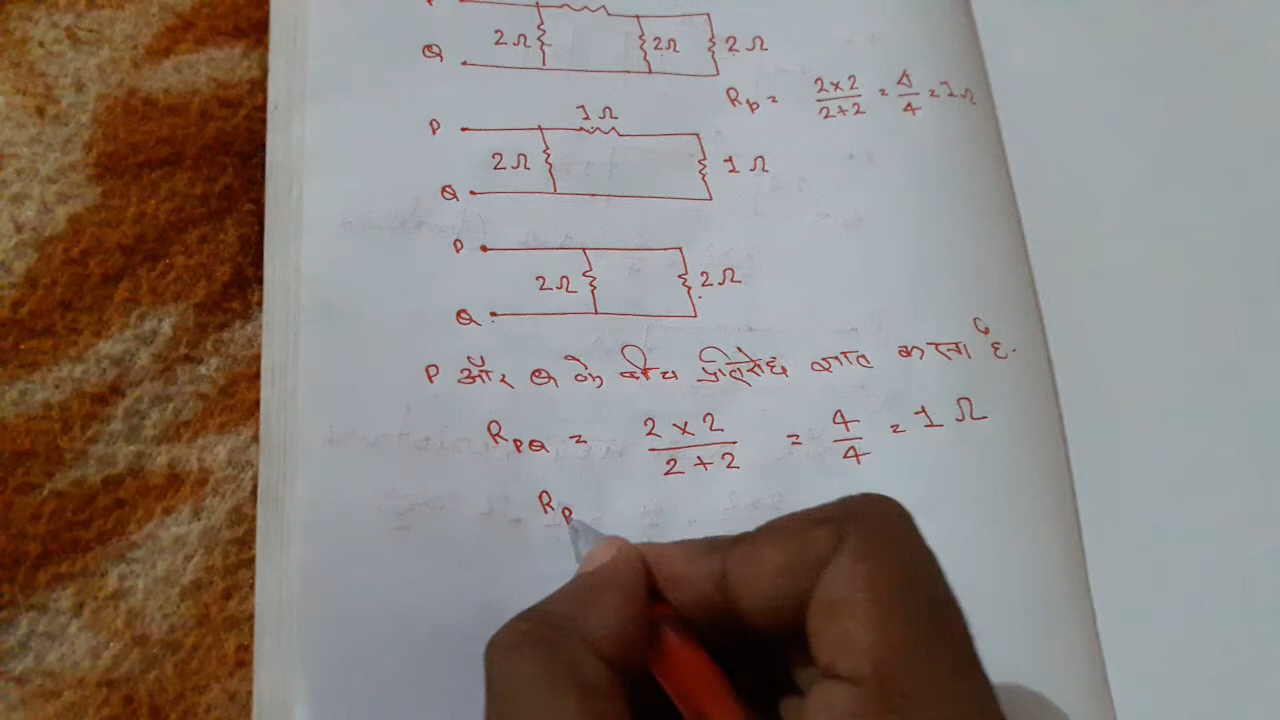 2Ω 2Ω 2Ω
Q
Rp = 2×2/2+2 = 4/4 = 1Ω
1Ω
P
2Ω 1Ω
Q
P
2Ω 2Ω
Q
P और Q के बीच प्रतिरोध ज्ञात करना है.
RPQ = 2×2/2+2 = 4/4 = 1Ω
RP